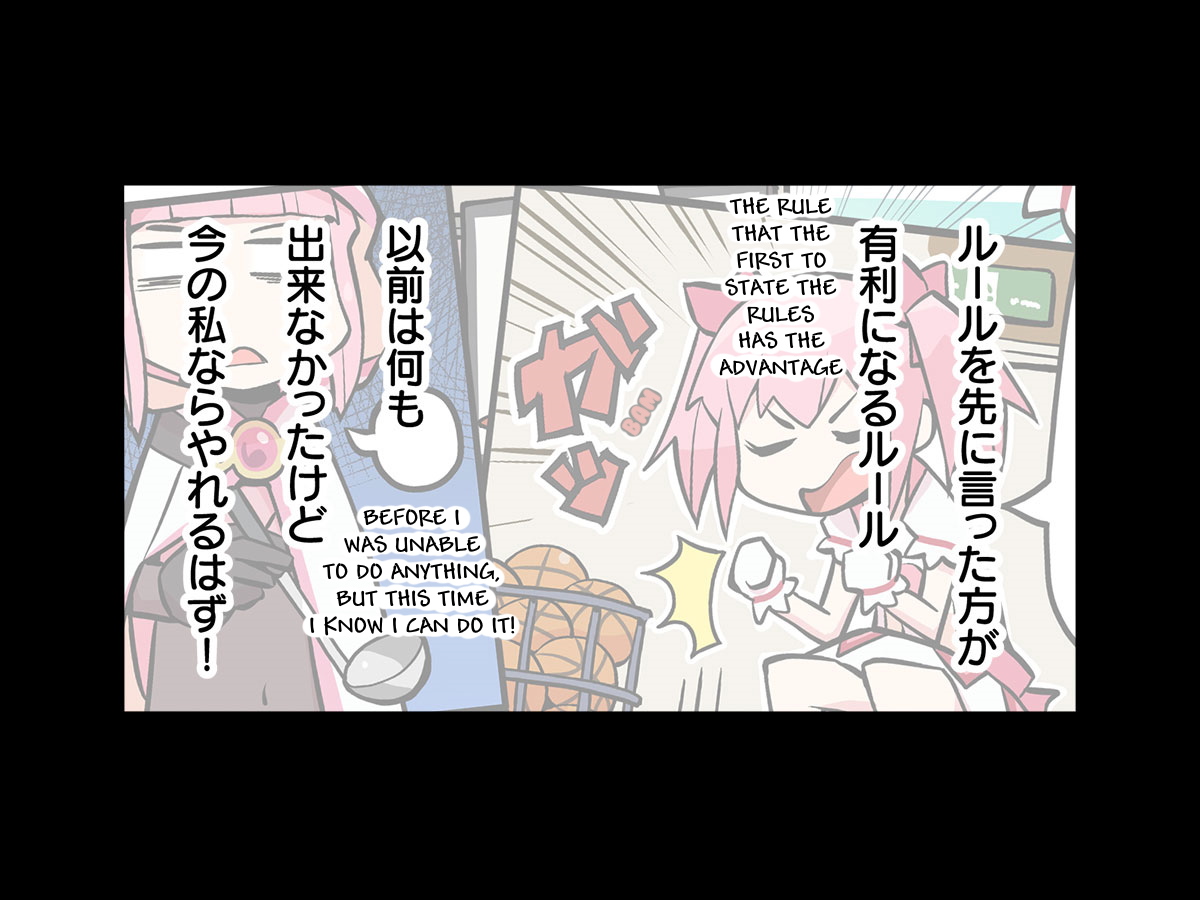 ルールを先に言った方が
有利になるルール
THE RULE
THAT THE
FIRST TO
STATE THE
RULES
HAS THE
ADVANTAGE
ガン
ッ
BAM
以前は何も
出来なかったけど
今の私ならやれるはず！
BEFORE I
WAS UNABLE
TO DO ANYTHING,
BUT THIS TIME
I KNOW I CAN DO IT!